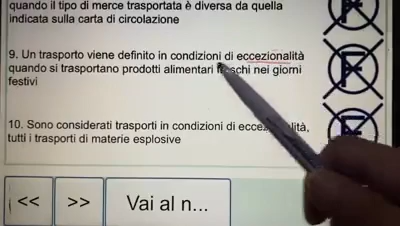 quando il tipo di merce trasportata è diversa da quella
indicata sulla carta di circolazione
9. Un trasporto viene definito in condizioni di eccezionalità
quando si trasportano prodotti alimentari nei giorni
festivi
10. Sono considerati trasporti in condizioni di
tutti i trasporti di materie esplosive
F
F
F
<< >> Vai al n...